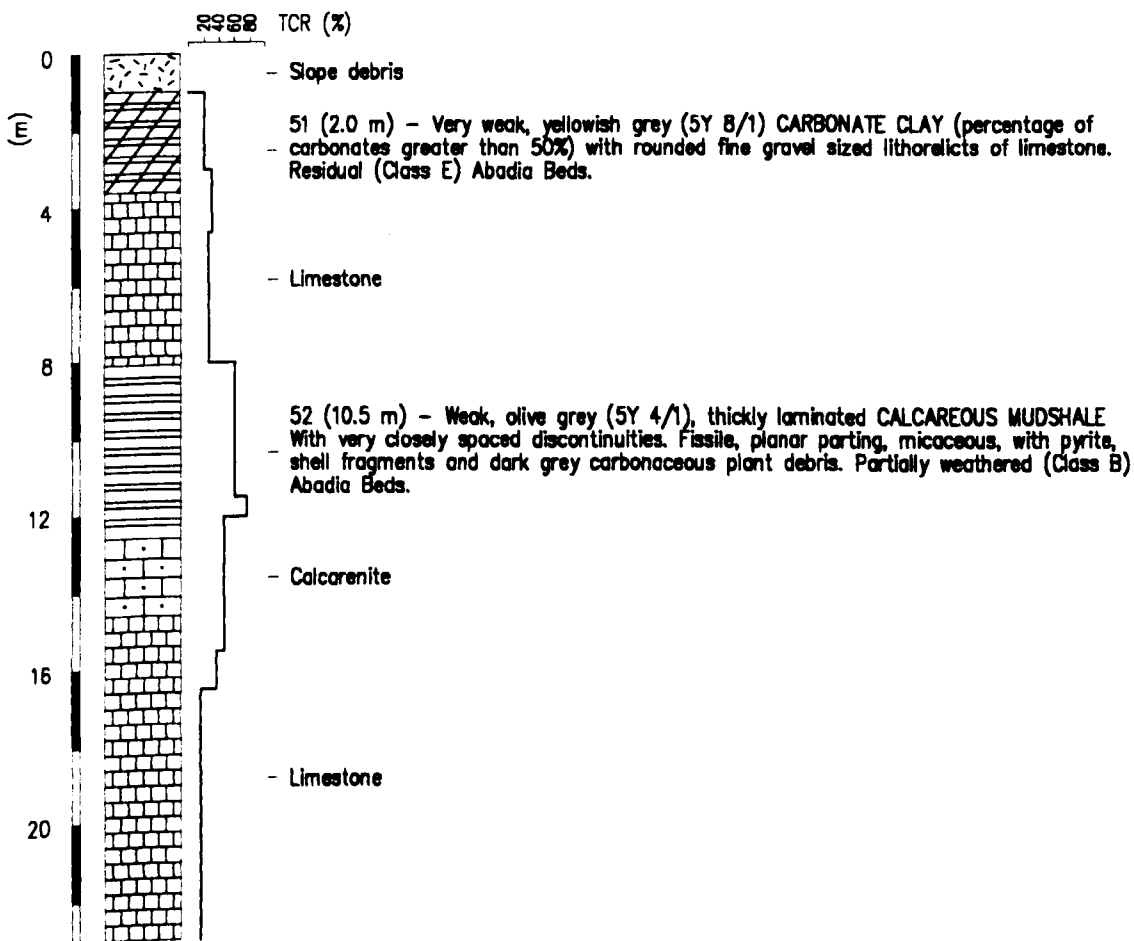 20 40 60 80 TCR (%)
0
Slope debris
(m)
51 (2.0 m) – Very weak, yellowish grey (5Y 8/1) CARBONATE CLAY (percentage of
carbonates greater than 50%) with rounded fine gravel sized lithorelicts of limestone.
Residual (Class E) Abadia Beds.
4
Limestone
8
52 (10.5 m) – Weak, olive grey (5Y 4/1), thickly laminated CALCAREOUS MUDSHALE
With very closely spaced discontinuities. Fissile, planar parting, micaceous, with pyrite,
shell fragments and dark grey carbonaceous plant debris. Partially weathered (Class B)
Abadia Beds.
12
Calcarenite
16
Limestone
20